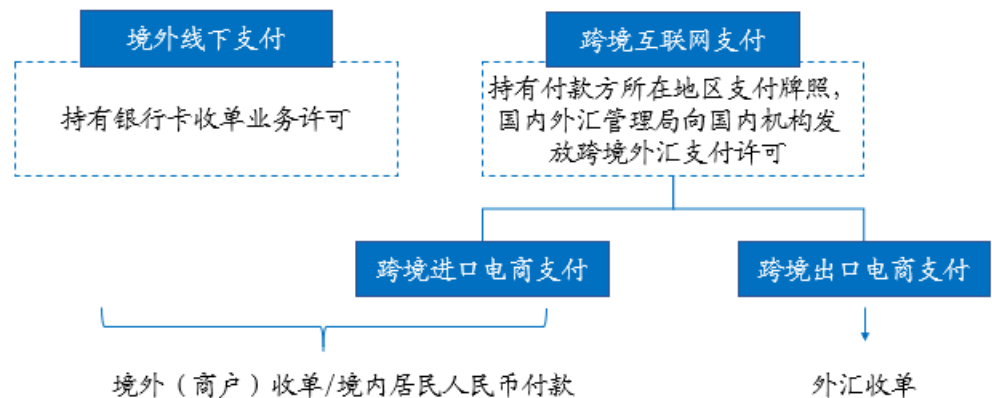 境外线下支付
跨境互联网支付
持有银行卡收单业务许可
持有付款方所在地区支付牌照，
国内外汇管理局向国内机构发
放跨境外汇支付许可
跨境进口电商支付
跨境出口电商支付
境外（商户）收单/境内居民人民币付款
外汇收单